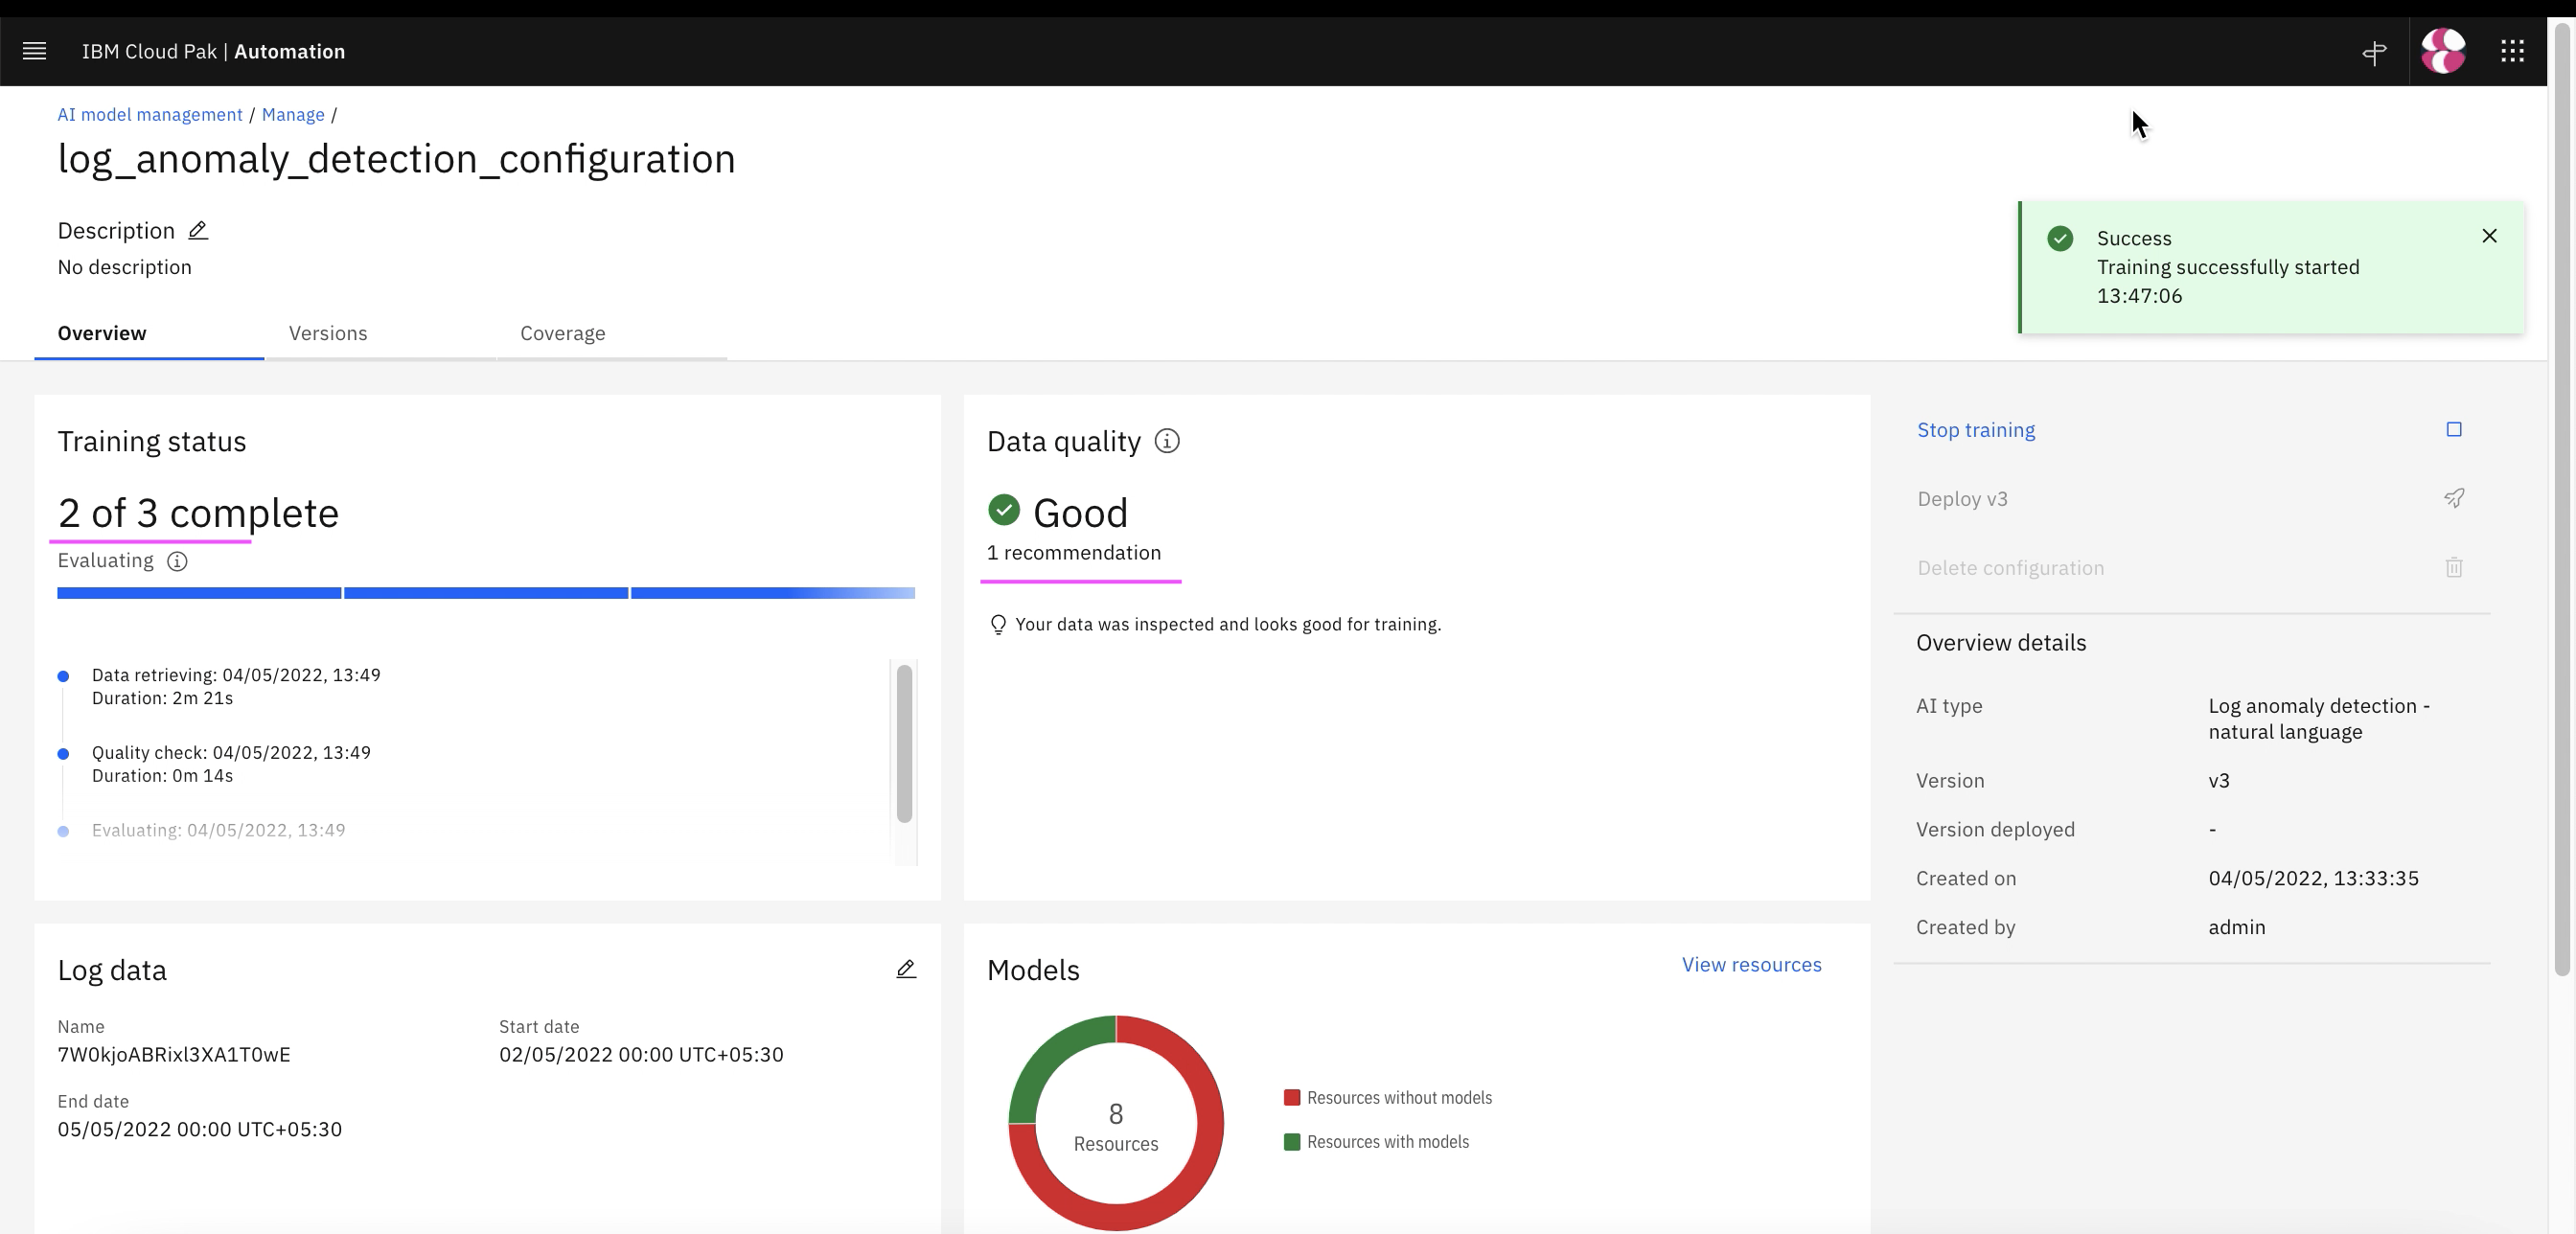 IBM Cloud Pak | Automation
AI model management / Manage /
log_anomaly_detection_configuration
Description
No description
Success
Training successfully started
13:47:06
Overview
Versions
Coverage
Training status
2 of 3 complete
Evaluating
Data retrieving: 04/05/2022, 13:49
Duration: 2m 21s
Quality check: 04/05/2022, 13:49
Duration: 0m 14s
Evaluating: 04/05/2022, 13:49
Data quality
Good
1 recommendation
Your data was inspected and looks good for training.
Stop training
Deploy v3
Delete configuration
Overview details
AI type
Log anomaly detection -
natural language
Version
v3
Version deployed
-
Created on
04/05/2022, 13:33:35
Created by
admin
Log data
Name
7W0kjoABRixl3XA1T0wE
Start date
02/05/2022 00:00 UTC+05:30
End date
05/05/2022 00:00 UTC+05:30
Models
View resources
8
Resources
Resources without models
Resources with models